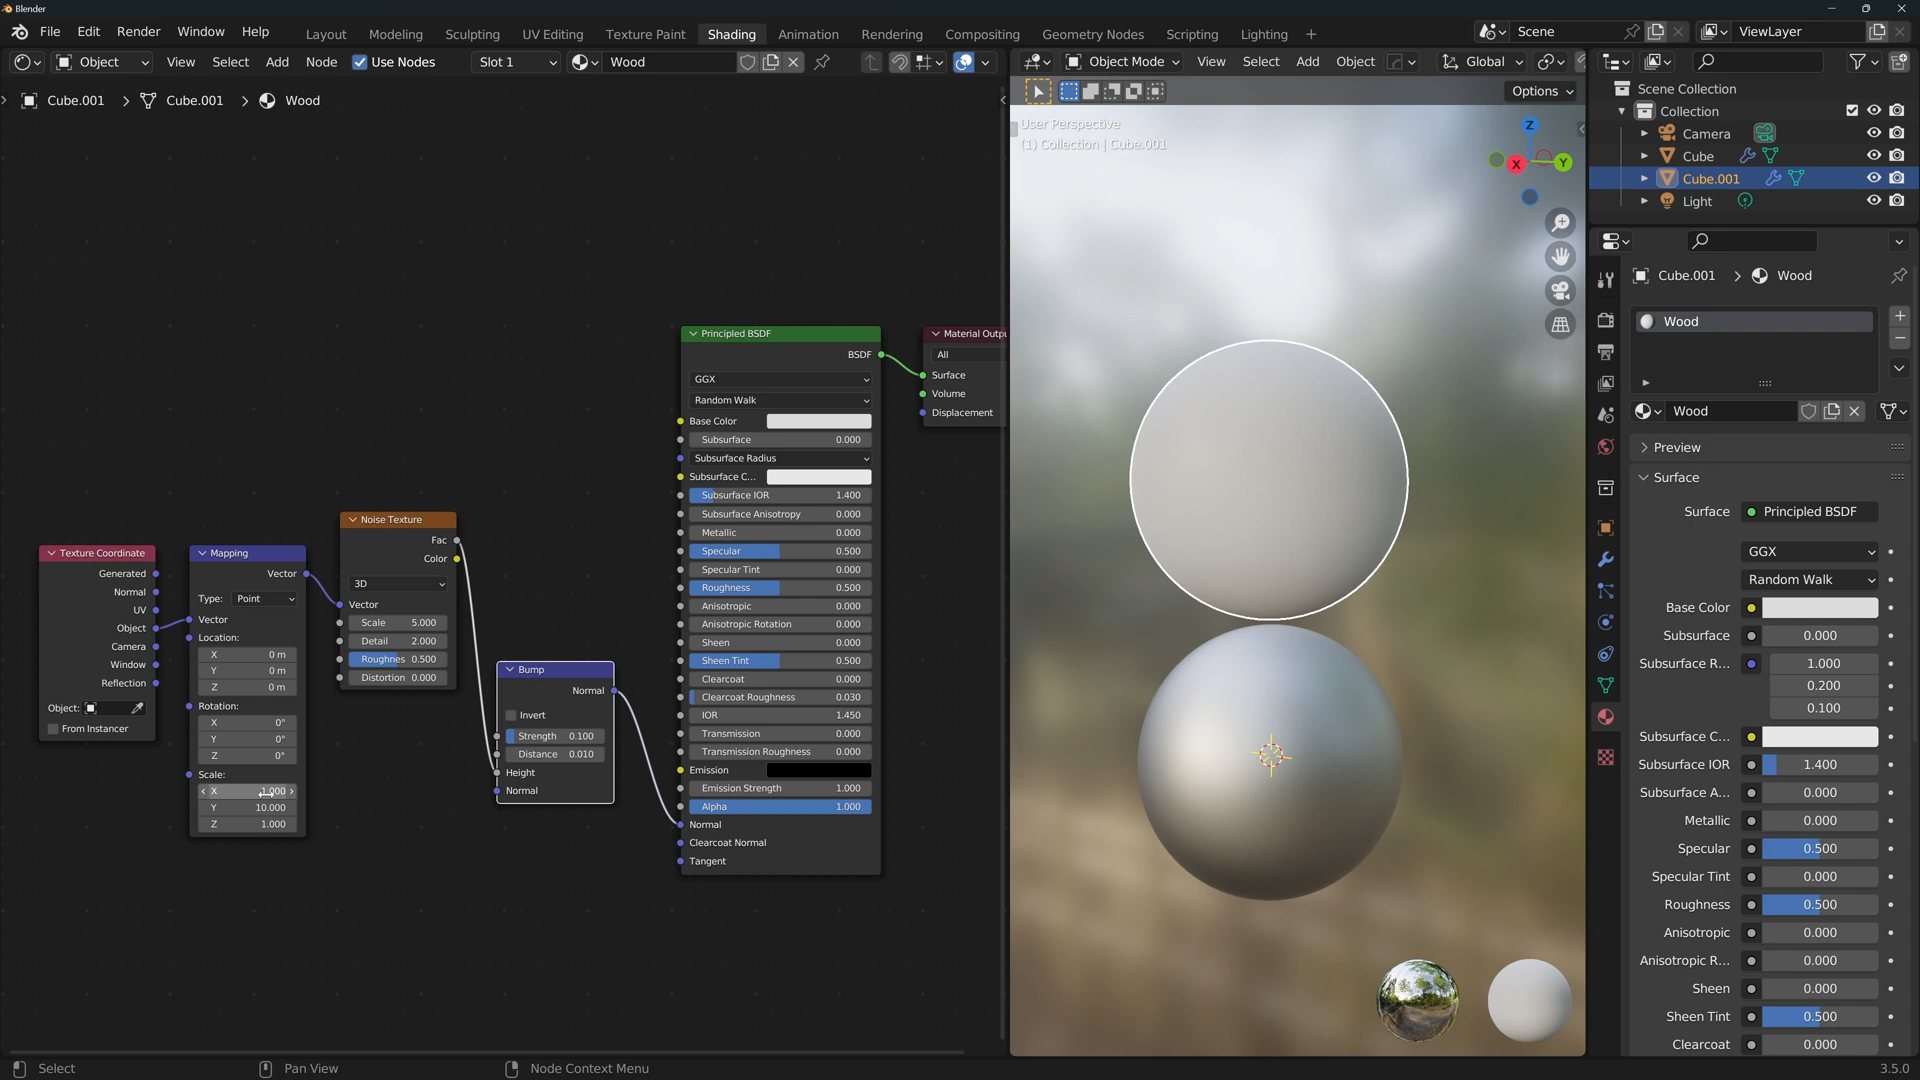 Blender
File Edit Render Window Help
Layout Modeling Sculpting UV Editing Texture Paint Shading Animation Rendering Compositing Geometry Nodes Scripting Lighting +
Scene
ViewLayer
Object View Select Add Node Use Nodes Slot 1 Wood
Object Mode View Select Add Object Global
Cube.001 > Cube.001 > Wood
Options
User Perspective
(1) Collection | Cube.001
Z
X
Y
Texture Coordinate
Generated
Normal
UV
Object
Camera
Window
Reflection
Object:
From Instancer
Mapping
Vector
Type: Point
Vector
Location:
X 0 m
Y 0 m
Z 0 m
Rotation:
X 0°
Y 0°
Z 0°
Scale:
X 1.000
Y 10.000
Z 1.000
Noise Texture
Fac
Color
3D
Vector
Scale 5.000
Detail 2.000
Roughnes 0.500
Distortion 0.000
Bump
Normal
Invert
Strength 0.100
Distance 0.010
Height
Normal
Principled BSDF
BSDF
GGX
Random Walk
Base Color
Subsurface 0.000
Subsurface Radius
Subsurface C...
Subsurface IOR 1.400
Subsurface Anisotropy 0.000
Metallic 0.000
Specular 0.500
Specular Tint 0.000
Roughness 0.500
Anisotropic 0.000
Anisotropic Rotation 0.000
Sheen 0.000
Sheen Tint 0.500
Clearcoat 0.000
Clearcoat Roughness 0.030
IOR 1.450
Transmission 0.000
Transmission Roughness 0.000
Emission
Emission Strength 1.000
Alpha 1.000
Normal
Clearcoat Normal
Tangent
Material Outpu
All
Surface
Volume
Displacement
Scene Collection
Collection
Camera
Cube
Cube.001
Light
Cube.001 > Wood
Wood
Wood
Preview
Surface
Surface Principled BSDF
GGX
Random Walk
Base Color
Subsurface 0.000
Subsurface R... 1.000
0.200
0.100
Subsurface C...
Subsurface IOR 1.400
Subsurface A... 0.000
Metallic 0.000
Specular 0.500
Specular Tint 0.000
Roughness 0.500
Anisotropic 0.000
Anisotropic R... 0.000
Sheen 0.000
Sheen Tint 0.500
Clearcoat 0.000
Select Pan View Node Context Menu 3.5.0